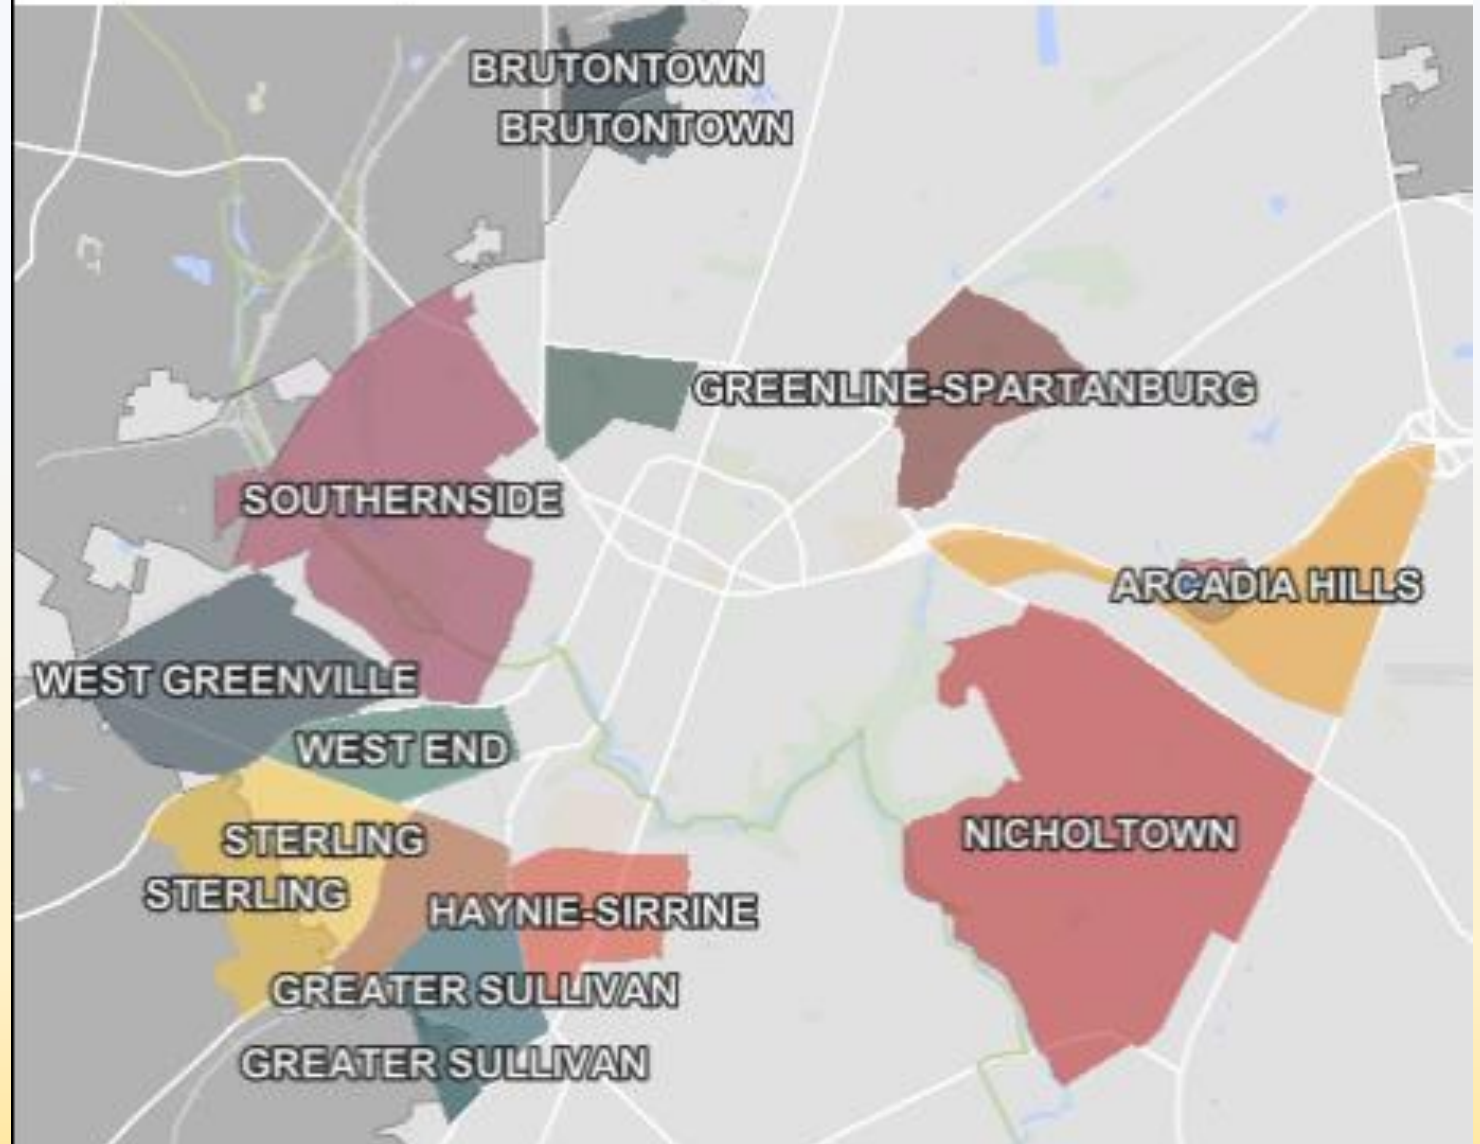 BRUTONTOWN
BRUTONTOWN
GREENLINE-SPARTANBURG
SOUTHERNSIDE
ARCADIA HILLS
WEST GREENVILLE
WEST END
STERLING
NICHOLTOWN
STERLING
HAYNIE-SIRRINE
GREATER SULLIVAN
GREATER SULLIVAN